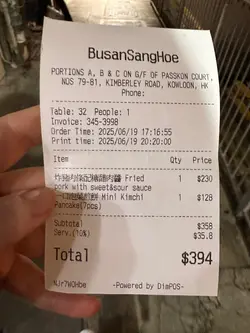 BusanSangHoe
PORTIONS A, B & C ON G/F OF PASSKON COURT,
NOS 79-81, KIMBERLEY ROAD, KOWLOON, HK
Phone:
Table: 32 People: 1
Invoice: 345-3998
Order Time: 2025/06/19 17:16:55
Print time: 2025/06/19 20:20:00
Item Qty Price
Fried 1 $230
pork with sweet&sour sauce
Mini Kimchi 1 $128
Pancake(7pcs)
Subtotal $358
Serv.(10%) $35.8
Total $394
-Powered by DimPOS-